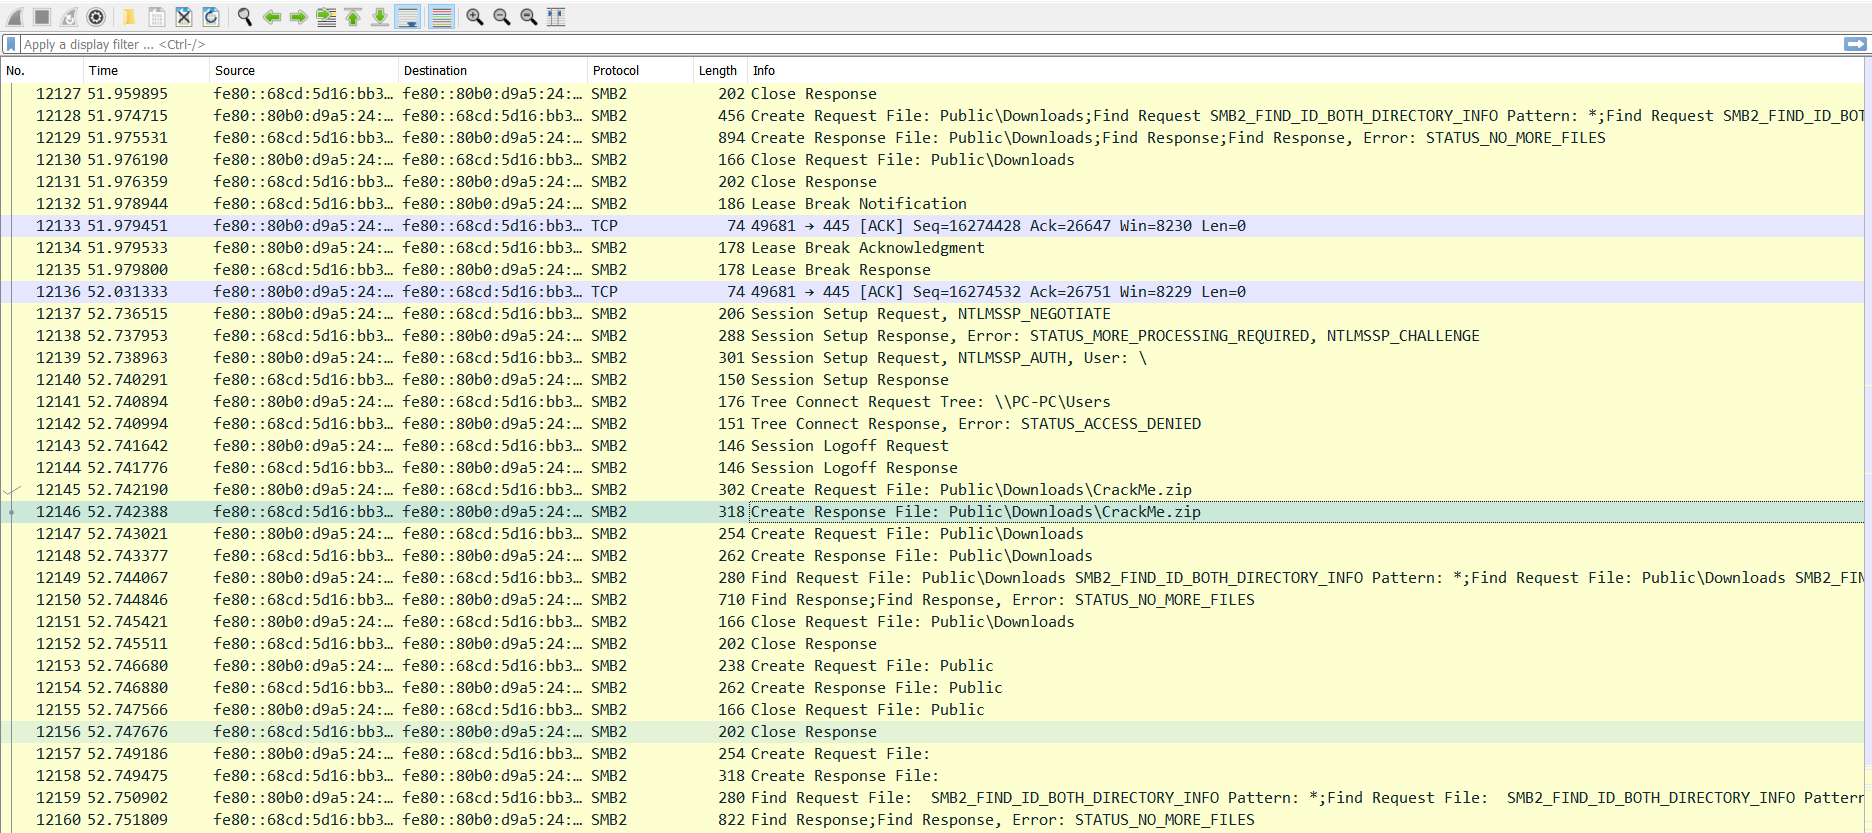 Apply a display filter ... <Ctrl-/>
No. Time Source Destination Protocol Length Info
12127 51.959895 fe80::68cd:5d16:bb3… fe80::80b0:d9a5:24:… SMB2 202 Close Response
12128 51.974715 fe80::80b0:d9a5:24:… fe80::68cd:5d16:bb3… SMB2 456 Create Request File: Public\Downloads;Find Request SMB2_FIND_ID_BOTH_DIRECTORY_INFO Pattern: *;Find Request SMB2_FIND_ID_BOT
12129 51.975531 fe80::68cd:5d16:bb3… fe80::80b0:d9a5:24:… SMB2 894 Create Response File: Public\Downloads;Find Response;Find Response, Error: STATUS_NO_MORE_FILES
12130 51.976190 fe80::80b0:d9a5:24:… fe80::68cd:5d16:bb3… SMB2 166 Close Request File: Public\Downloads
12131 51.976359 fe80::68cd:5d16:bb3… fe80::80b0:d9a5:24:… SMB2 202 Close Response
12132 51.978944 fe80::68cd:5d16:bb3… fe80::80b0:d9a5:24:… SMB2 186 Lease Break Notification
12133 51.979451 fe80::80b0:d9a5:24:… fe80::68cd:5d16:bb3… TCP 74 49681 → 445 [ACK] Seq=16274428 Ack=26647 Win=8230 Len=0
12134 51.979533 fe80::80b0:d9a5:24:… fe80::68cd:5d16:bb3… SMB2 178 Lease Break Acknowledgment
12135 51.979800 fe80::68cd:5d16:bb3… fe80::80b0:d9a5:24:… SMB2 178 Lease Break Response
12136 52.031333 fe80::80b0:d9a5:24:… fe80::68cd:5d16:bb3… TCP 74 49681 → 445 [ACK] Seq=16274532 Ack=26751 Win=8229 Len=0
12137 52.736515 fe80::80b0:d9a5:24:… fe80::68cd:5d16:bb3… SMB2 206 Session Setup Request, NTLMSSP_NEGOTIATE
12138 52.737953 fe80::68cd:5d16:bb3… fe80::80b0:d9a5:24:… SMB2 288 Session Setup Response, Error: STATUS_MORE_PROCESSING_REQUIRED, NTLMSSP_CHALLENGE
12139 52.738963 fe80::80b0:d9a5:24:… fe80::68cd:5d16:bb3… SMB2 301 Session Setup Request, NTLMSSP_AUTH, User: \
12140 52.740291 fe80::68cd:5d16:bb3… fe80::80b0:d9a5:24:… SMB2 150 Session Setup Response
12141 52.740894 fe80::80b0:d9a5:24:… fe80::68cd:5d16:bb3… SMB2 176 Tree Connect Request Tree: \\PC-PC\Users
12142 52.740994 fe80::68cd:5d16:bb3… fe80::80b0:d9a5:24:… SMB2 151 Tree Connect Response, Error: STATUS_ACCESS_DENIED
12143 52.741642 fe80::80b0:d9a5:24:… fe80::68cd:5d16:bb3… SMB2 146 Session Logoff Request
12144 52.741776 fe80::68cd:5d16:bb3… fe80::80b0:d9a5:24:… SMB2 146 Session Logoff Response
12145 52.742190 fe80::80b0:d9a5:24:… fe80::68cd:5d16:bb3… SMB2 302 Create Request File: Public\Downloads\CrackMe.zip
12146 52.742388 fe80::68cd:5d16:bb3… fe80::80b0:d9a5:24:… SMB2 318 Create Response File: Public\Downloads\CrackMe.zip
12147 52.743021 fe80::80b0:d9a5:24:… fe80::68cd:5d16:bb3… SMB2 254 Create Request File: Public\Downloads
12148 52.743377 fe80::68cd:5d16:bb3… fe80::80b0:d9a5:24:… SMB2 262 Create Response File: Public\Downloads
12149 52.744067 fe80::80b0:d9a5:24:… fe80::68cd:5d16:bb3… SMB2 280 Find Request File: Public\Downloads SMB2_FIND_ID_BOTH_DIRECTORY_INFO Pattern: *;Find Request File: Public\Downloads SMB2_FIN
12150 52.744846 fe80::68cd:5d16:bb3… fe80::80b0:d9a5:24:… SMB2 710 Find Response;Find Response, Error: STATUS_NO_MORE_FILES
12151 52.745421 fe80::80b0:d9a5:24:… fe80::68cd:5d16:bb3… SMB2 166 Close Request File: Public\Downloads
12152 52.745511 fe80::68cd:5d16:bb3… fe80::80b0:d9a5:24:… SMB2 202 Close Response
12153 52.746680 fe80::80b0:d9a5:24:… fe80::68cd:5d16:bb3… SMB2 238 Create Request File: Public
12154 52.746880 fe80::68cd:5d16:bb3… fe80::80b0:d9a5:24:… SMB2 262 Create Response File: Public
12155 52.747566 fe80::80b0:d9a5:24:… fe80::68cd:5d16:bb3… SMB2 166 Close Request File: Public
12156 52.747676 fe80::68cd:5d16:bb3… fe80::80b0:d9a5:24:… SMB2 202 Close Response
12157 52.749186 fe80::80b0:d9a5:24:… fe80::68cd:5d16:bb3… SMB2 254 Create Request File:
12158 52.749475 fe80::68cd:5d16:bb3… fe80::80b0:d9a5:24:… SMB2 318 Create Response File:
12159 52.750902 fe80::80b0:d9a5:24:… fe80::68cd:5d16:bb3… SMB2 280 Find Request File: SMB2_FIND_ID_BOTH_DIRECTORY_INFO Pattern: *;Find Request File: SMB2_FIND_ID_BOTH_DIRECTORY_INFO Pattern
12160 52.751809 fe80::68cd:5d16:bb3… fe80::80b0:d9a5:24:… SMB2 822 Find Response;Find Response, Error: STATUS_NO_MORE_FILES